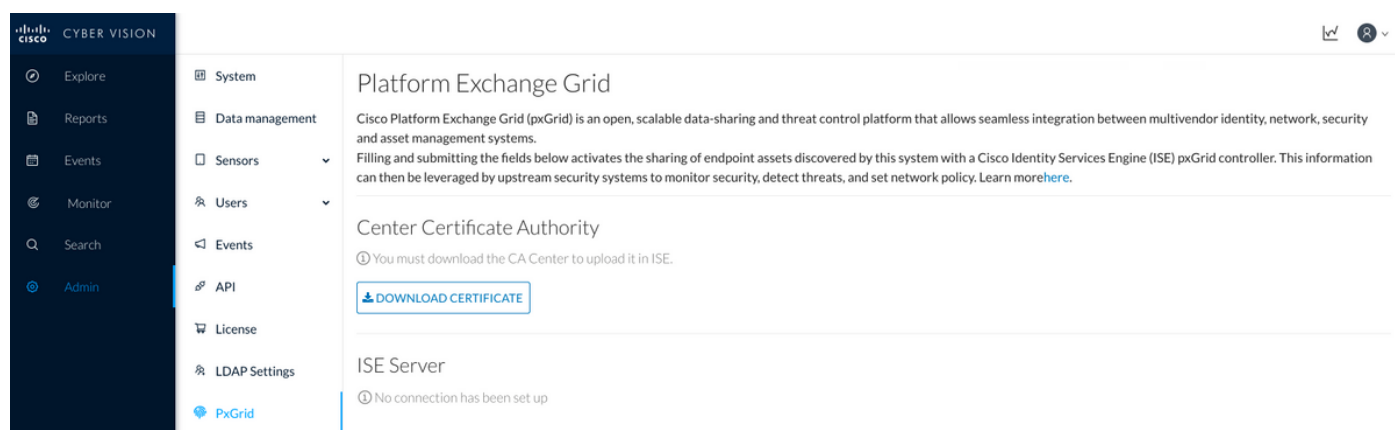 cisco CYBER VISION
Explore
Reports
Events
Monitor
Search
Admin
System
Data management
Sensors
Users
Events
API
License
LDAP Settings
PxGrid
Platform Exchange Grid
Cisco Platform Exchange Grid (pxGrid) is an open, scalable data-sharing and threat control platform that allows seamless integration between multivendor identity, network, security
and asset management systems.
Filling and submitting the fields below activates the sharing of endpoint assets discovered by this system with a Cisco Identity Services Engine (ISE) pxGrid controller. This information
can then be leveraged by upstream security systems to monitor security, detect threats, and set network policy. Learn morehere.
Center Certificate Authority
You must download the CA Center to upload it in ISE.
DOWNLOAD CERTIFICATE
ISE Server
No connection has been set up